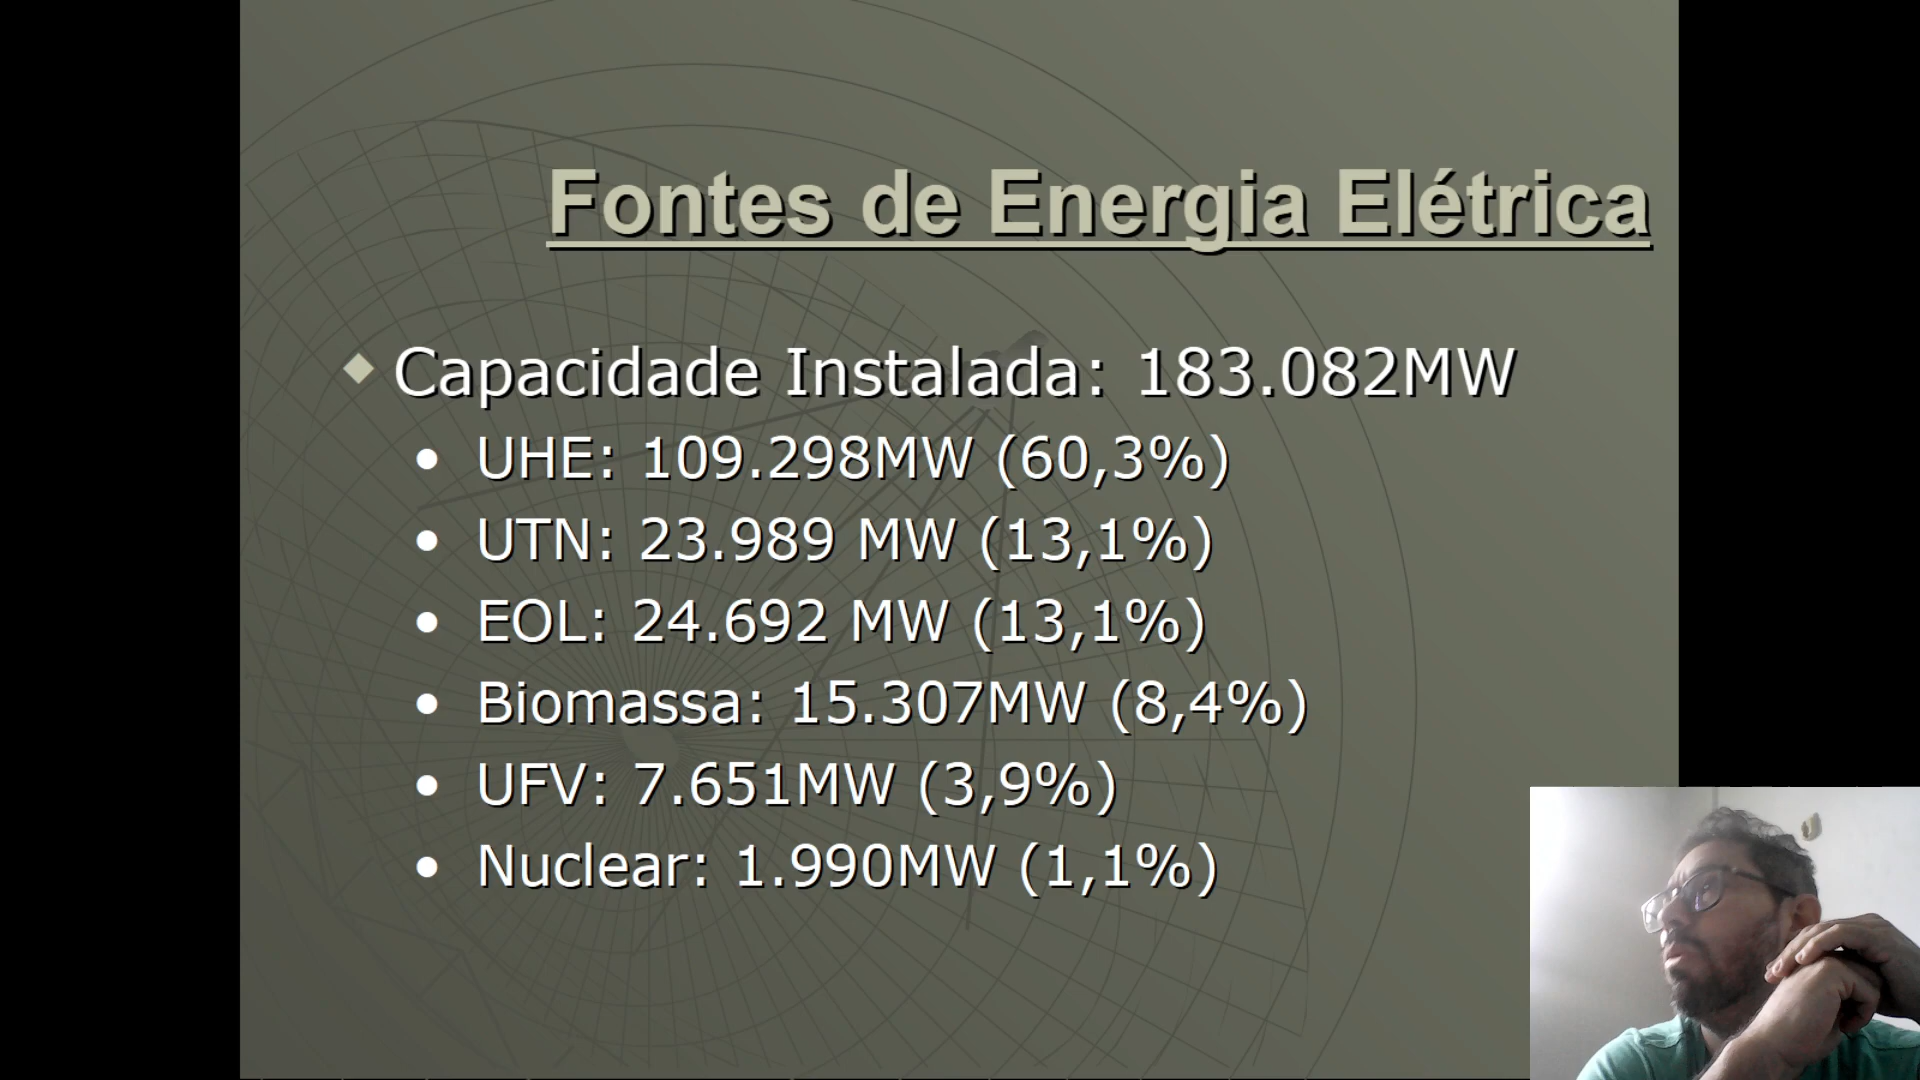 Fontes de Energia Elétrica
Capacidade Instalada: 183.082MW
UHE: 109.298MW (60,3%)
UTN: 23.989 MW (13,1%)
EOL: 24.692 MW (13,1%)
Biomassa: 15.307MW (8,4%)
UFV: 7.651MW (3,9%)
Nuclear: 1.990MW (1,1%)